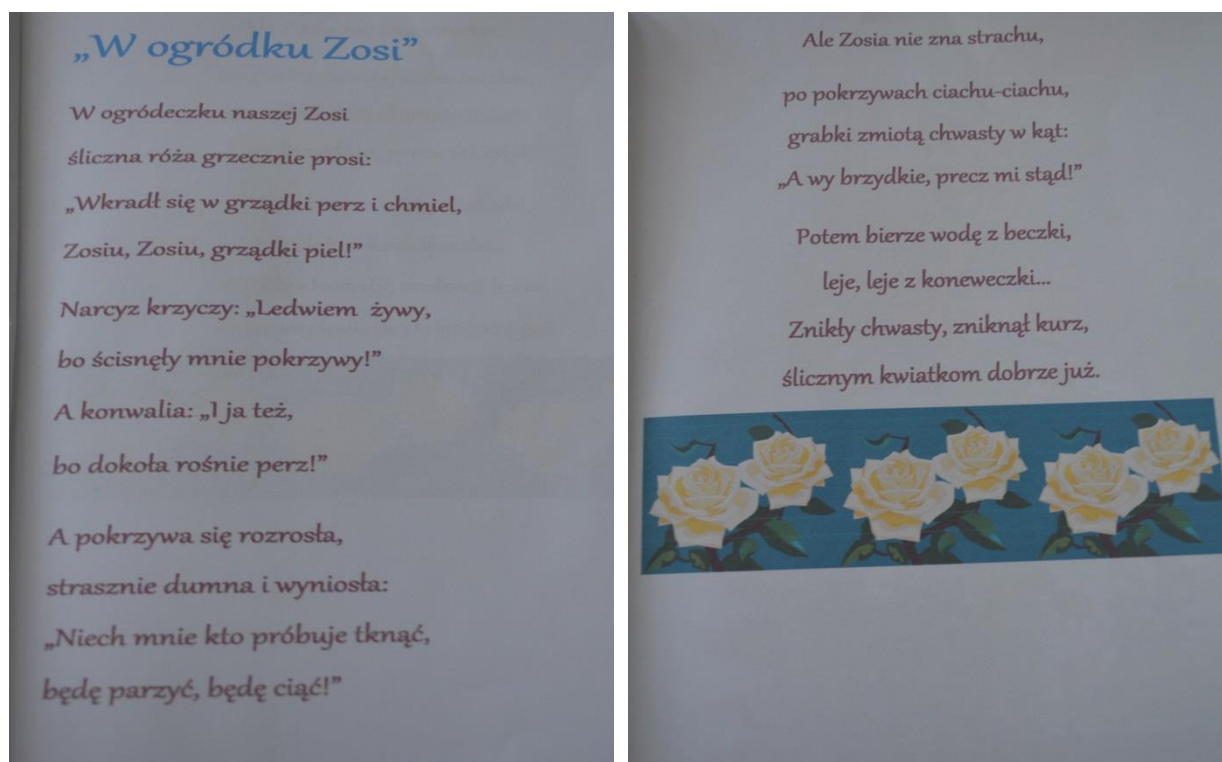 „W ogródku Zosi”
W ogródeczku naszej Zosi
śliczna róża grzecznie prosi:
„Wkradł się w grządki perz i chmiel,
Zosiu, Zosiu, grządki piel!”
Narcyz krzyczy: „Ledwiem żywy,
bo ścisnęły mnie pokrzywy!”
A konwalia: „I ja też,
bo dokoła rośnie perz!”
A pokrzywa się rozrosła,
strasznie dumna i wyniosła:
„Niech mnie kto próbuje tknąć,
będę parzyć, będę ciąć!”
Ale Zosia nie zna strachu,
po pokrzywach ciachu-ciachu,
grabki zmiotą chwasty w kąt:
„A wy brzydkie, precz mi stąd!”
Potem bierze wodę z beczki,
leje, leje z koneweczki...
Znikły chwasty, zniknął kurz,
ślicznym kwiatkom dobrze już.